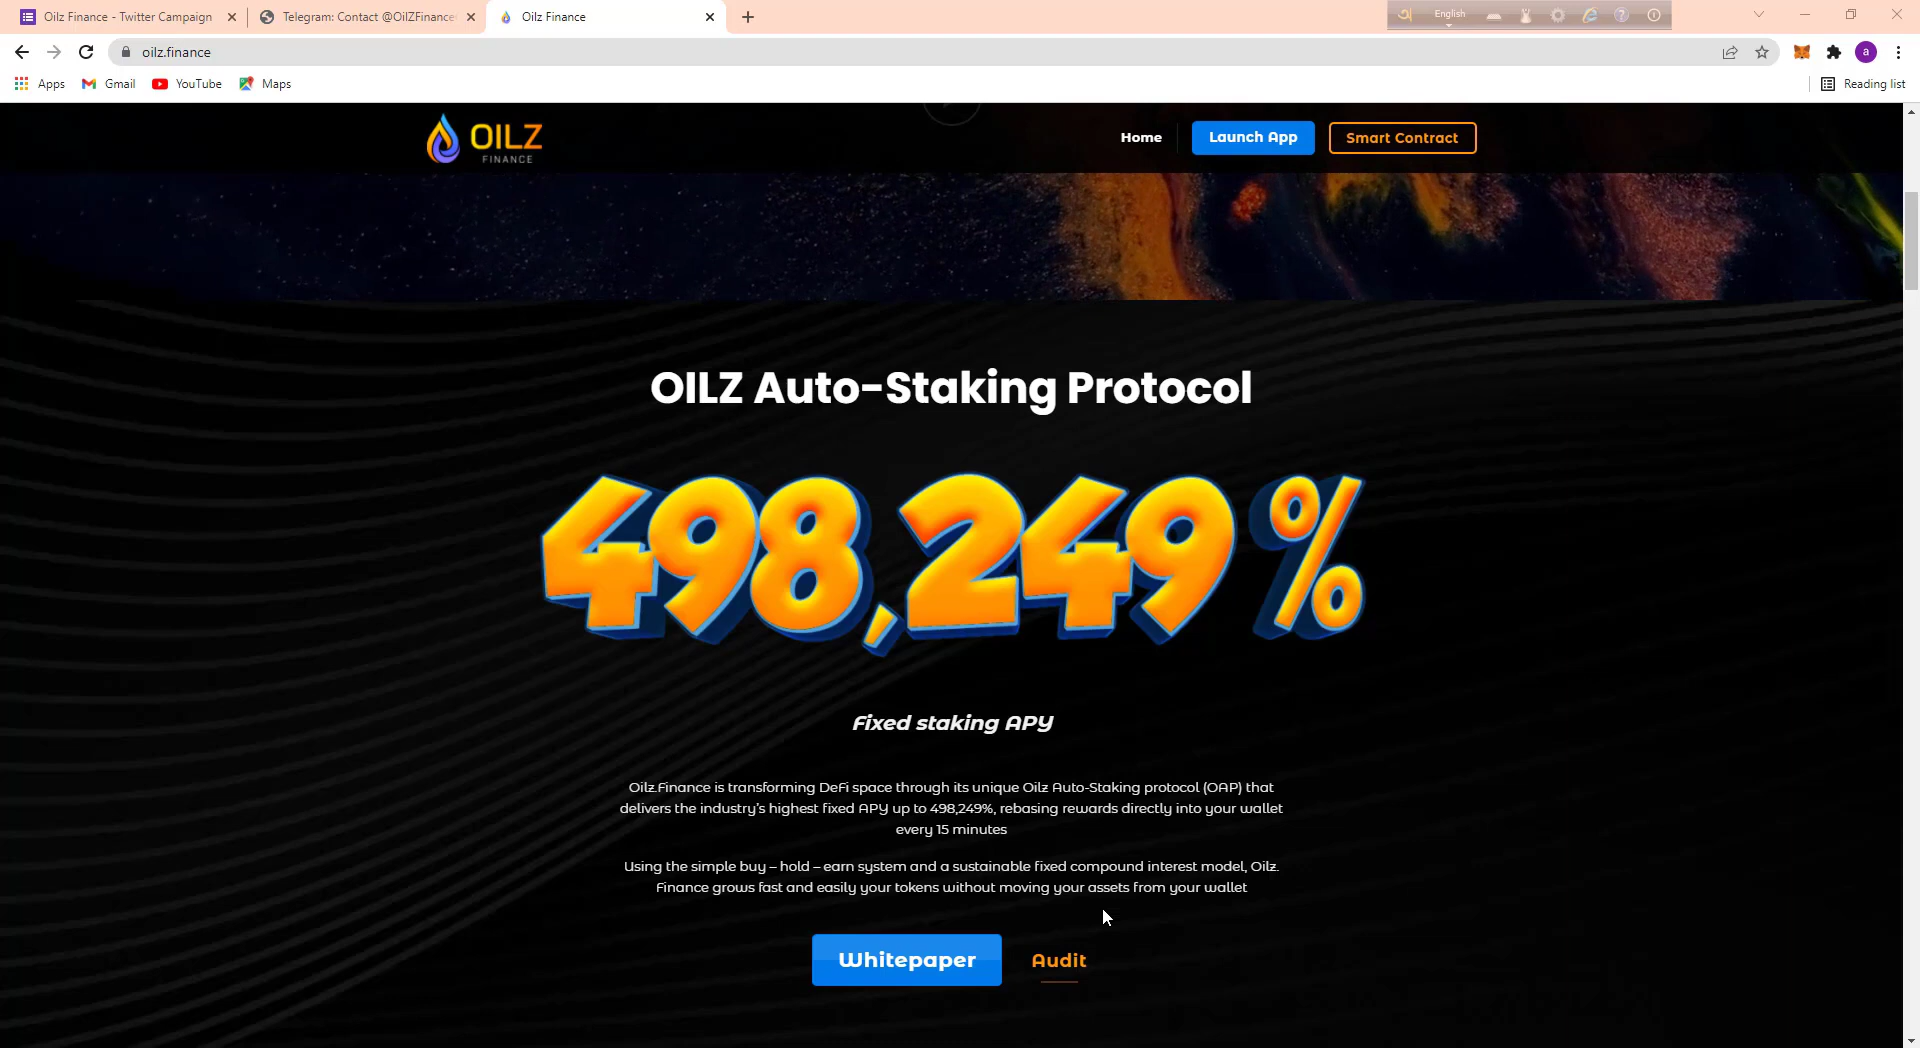 Oilz Finance - Twitter Campaign
Telegram: Contact @OilZFinance
Oilz Finance
English
oilz.finance
a
Apps
Gmail
YouTube
Maps
Reading list
OILZ
FINANCE
Home
Launch App
Smart Contract
OILZ Auto-Staking Protocol
498,249%
Fixed staking APY
Oilz.Finance is transforming DeFi space through its unique Oilz Auto-Staking protocol (OAP) that
delivers the industry's highest fixed APY up to 498,249%, rebasing rewards directly into your wallet
every 15 minutes
Using the simple buy – hold – earn system and a sustainable fixed compound interest model, Oilz.
Finance grows fast and easily your tokens without moving your assets from your wallet
Whitepaper
Audit